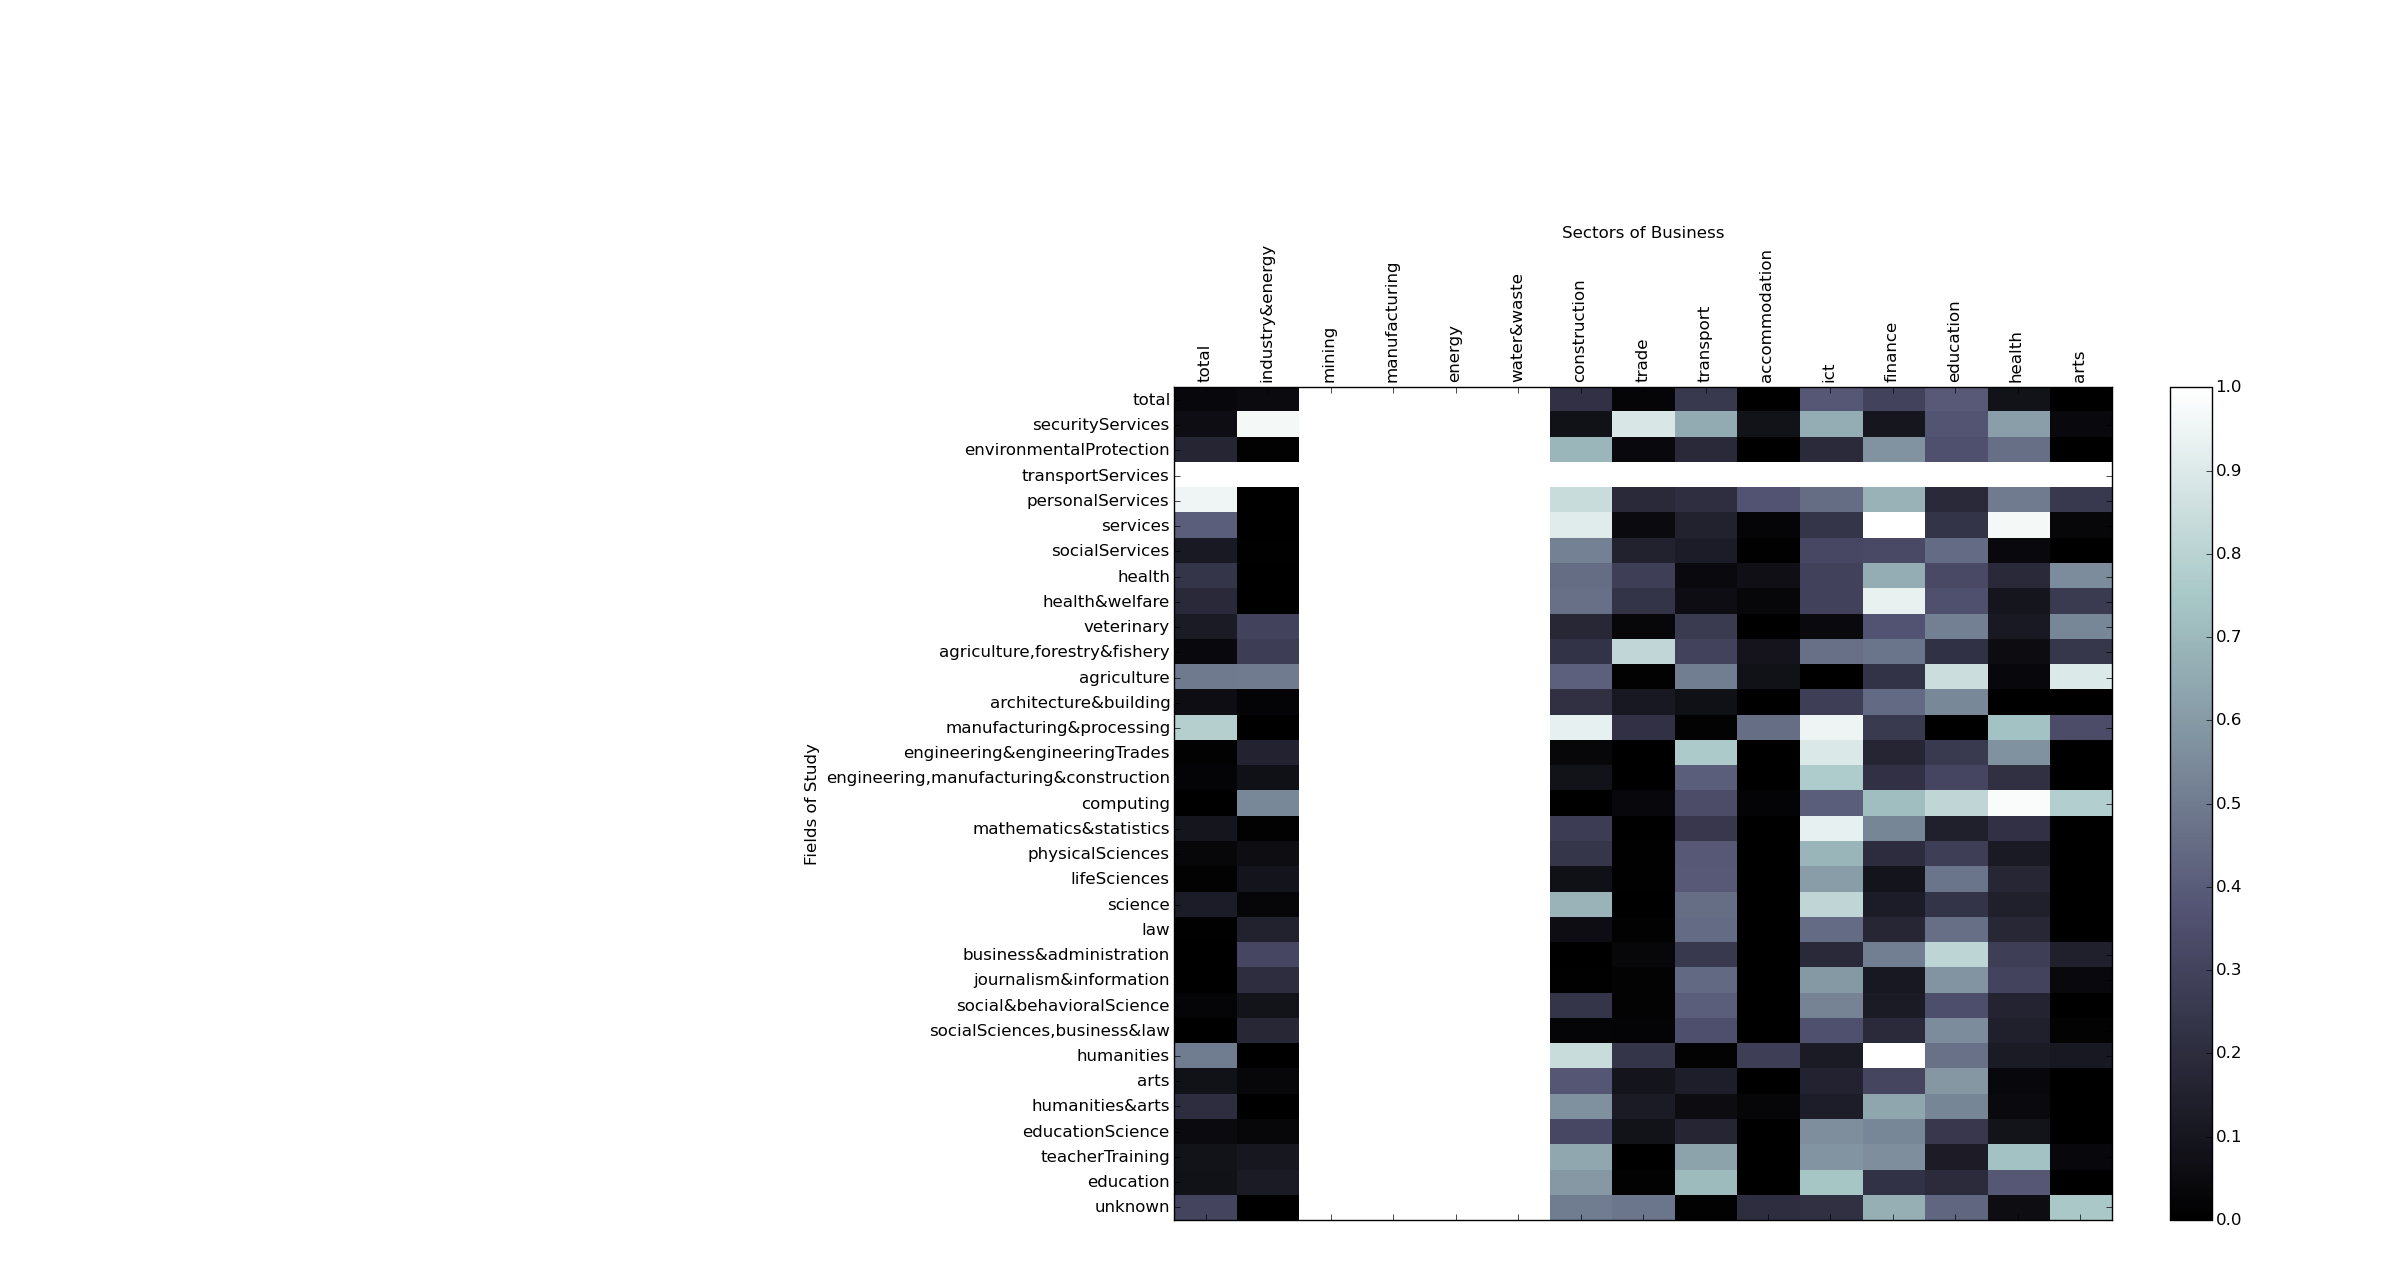 Sectors of Business
total
industry&energy
mining
manufacturing
energy
water&waste
construction
trade
transport
accommodation
ict
finance
education
health
arts
Fields of Study
total
securityServices
environmentalProtection
transportServices
personalServices
services
socialServices
health
health&welfare
veterinary
agriculture,forestry&fishery
agriculture
architecture&building
manufacturing&processing
engineering&engineeringTrades
engineering,manufacturing&construction
computing
mathematics&statistics
physicalSciences
lifeSciences
science
law
business&administration
journalism&information
social&behavioralScience
socialSciences,business&law
humanities
arts
humanities&arts
educationScience
teacherTraining
education
unknown
1.0
0.9
0.8
0.7
0.6
0.5
0.4
0.3
0.2
0.1
0.0